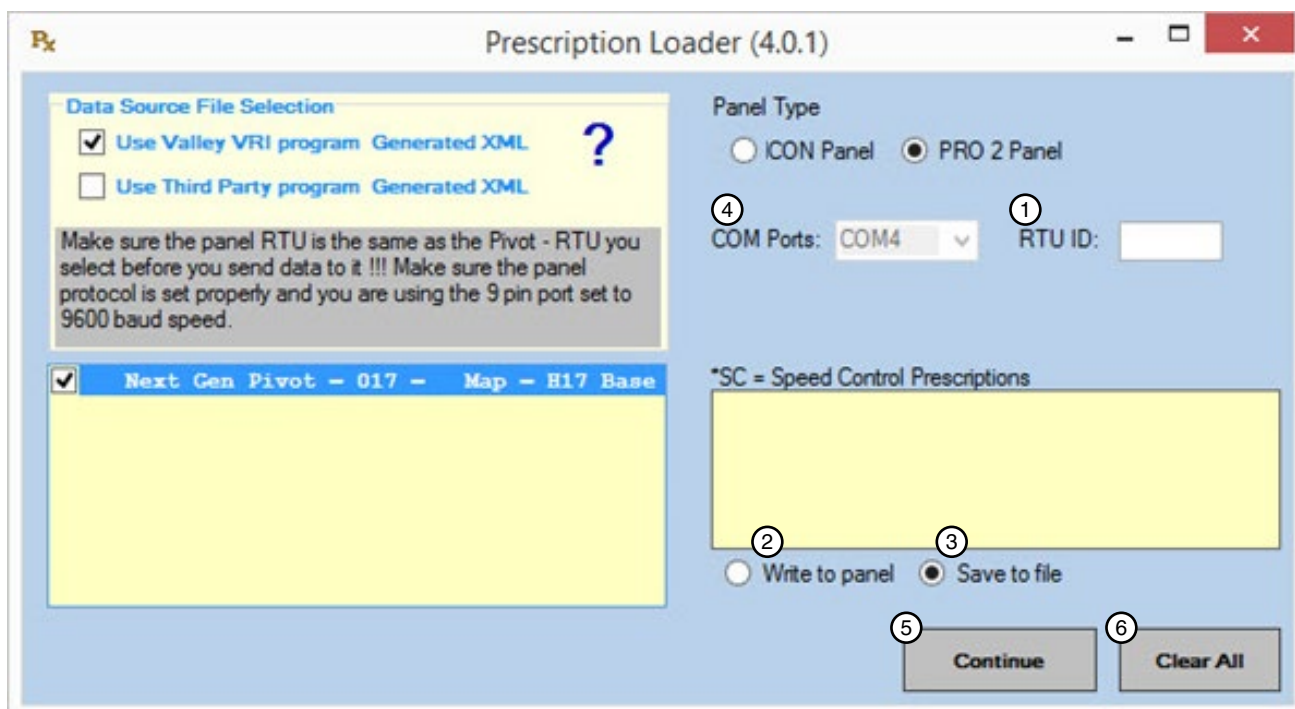 Rx
Prescription Loader (4.0.1)
Data Source File Selection
Use Valley VRI program Generated XML
?
Use Third Party program Generated XML
Make sure the panel RTU is the same as the Pivot - RTU you
select before you send data to it !!! Make sure the panel
protocol is set properly and you are using the 9 pin port set to
9600 baud speed.
Next Gen Pivot - 017 - Map - H17 Base
Panel Type
ICON Panel PRO 2 Panel
4 1
COM Ports: COM4 RTU ID:
*SC = Speed Control Prescriptions
2 3
Write to panel Save to file
5 6
Continue Clear All